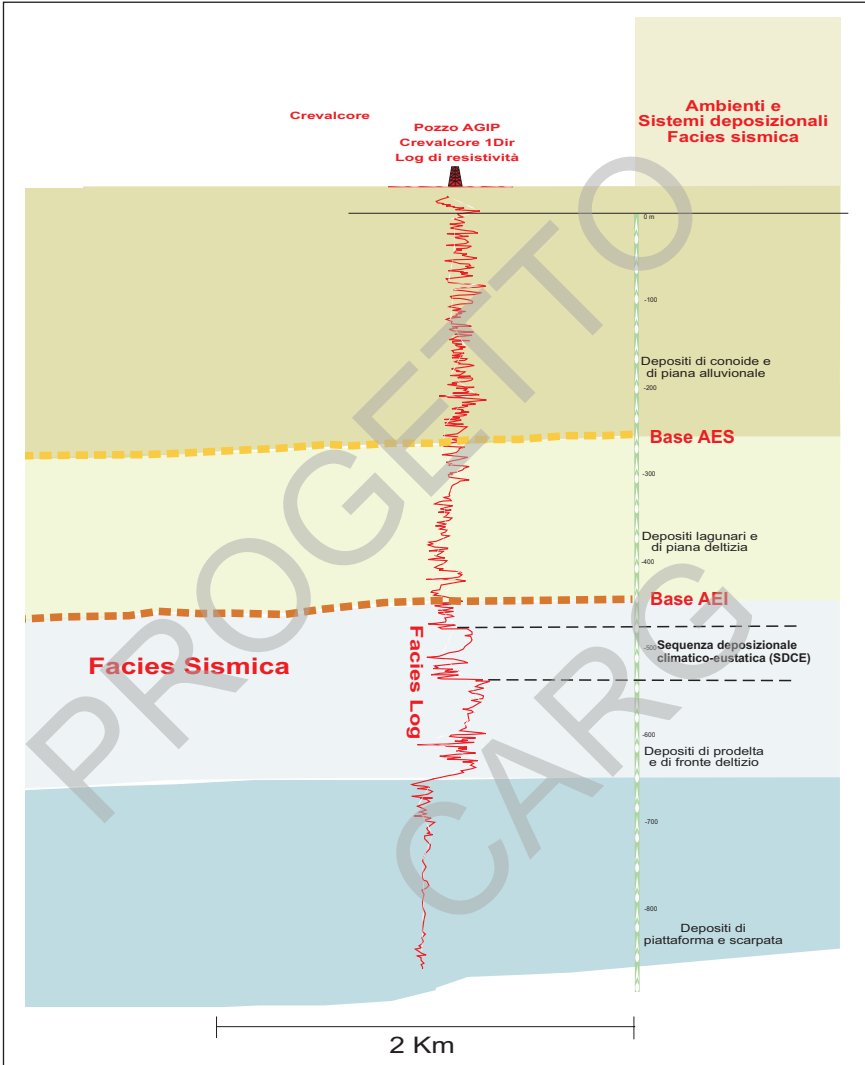 Crevalcore
Pozzo AGIP
Crevalcore 1Dir
Log di resistività
Ambienti e
Sistemi deposizionali
Facies sismica
0 m
-100
Depositi di conoide e
di piana alluvionale
-200
Base AES
-300
Depositi lagunari e
di piana deltizia
-400
Base AEI
Sequenza deposizionale
-500
climatico-eustatica (SDCE)
Facies Sismica
Facies Log
-600
Depositi di prodelta
e di fronte deltizio
-700
-800
Depositi di
piattaforma e scarpata
2 Km
PROGETTO
CARG